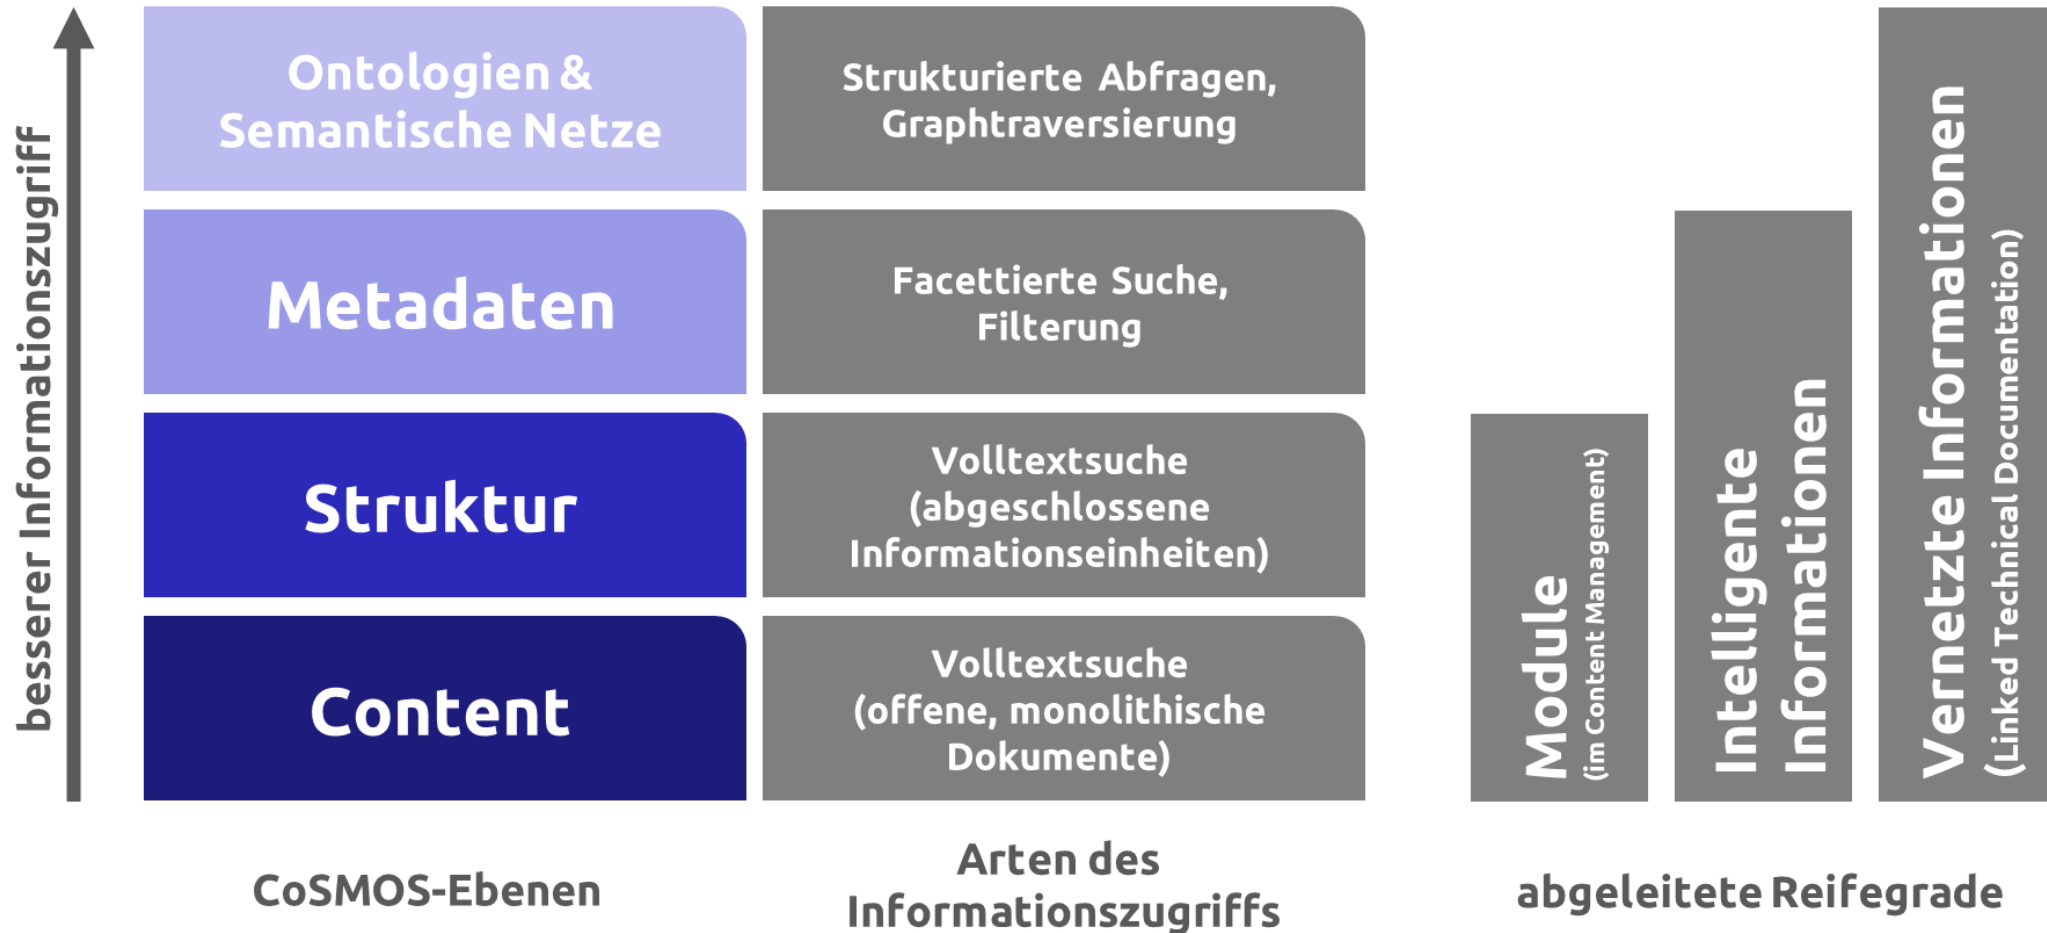 besserer Informationszugriff
Ontologien &
Semantische Netze
Strukturierte Abfragen,
Graphtraversierung
Metadaten
Facettierte Suche,
Filterung
Struktur
Volltextsuche
(abgeschlossene
Informationseinheiten)
Content
Volltextsuche
(offene, monolithische
Dokumente)
Module
(im Content Management)
Intelligente
Informationen
Vernetzte Informationen
(Linked Technical Documentation)
CoSMOS-Ebenen
Arten des
Informationszugriffs
abgeleitete Reifegrade